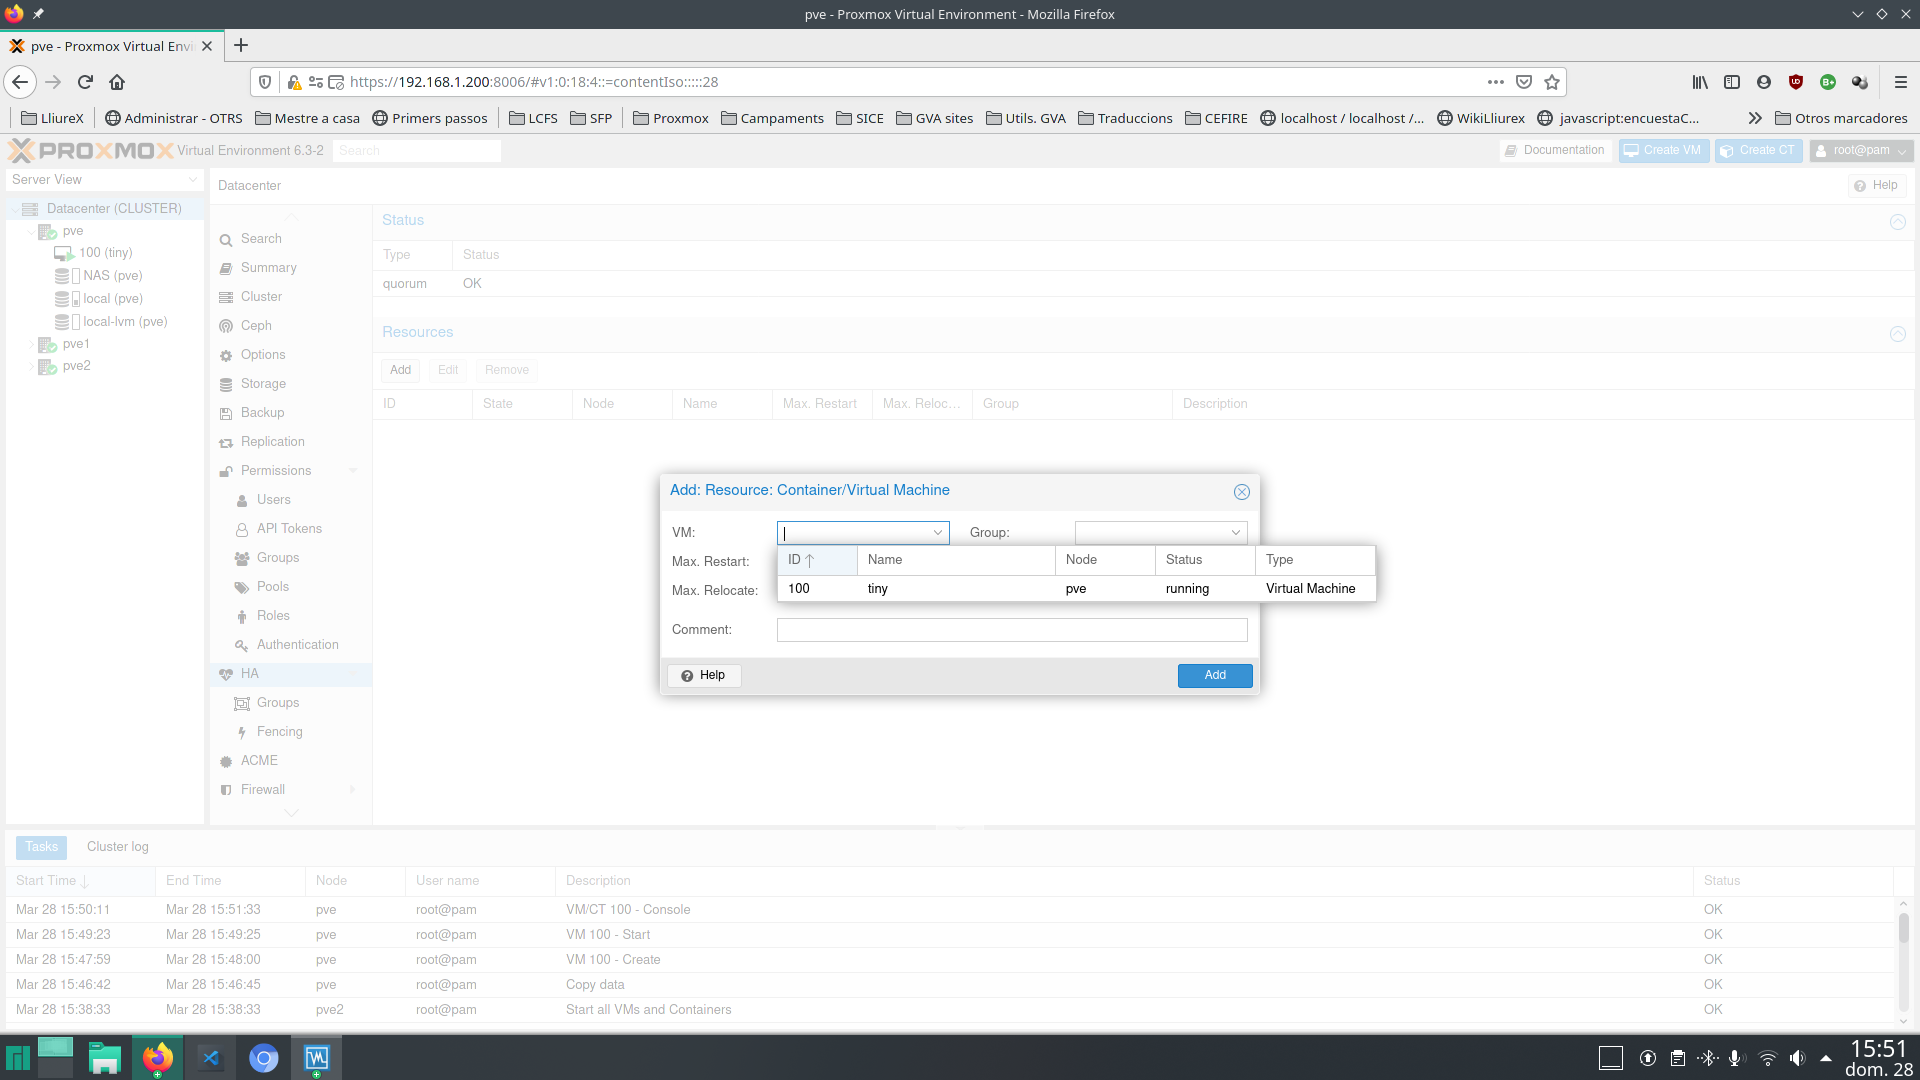 pve - Proxmox Virtual Environment - Mozilla Firefox
pve - Proxmox Virtual Envi
https://192.168.1.200:8006/#v1:0:18:4::=contentIso:::::28
LliureX
Administrar - OTRS
Mestre a casa
Primers passos
LCFS
SFP
Proxmox
Campaments
SICE
GVA sites
Utils. GVA
Traduccions
CEFIRE
localhost / localhost /...
WikiLliurex
javascript:encuestaC...
Otros marcadores
PROXMOX Virtual Environment 6.3-2
Search
Documentation
Create VM
Create CT
root@pam
Server View
Datacenter
Help
Datacenter (CLUSTER)
pve
100 (tiny)
NAS (pve)
local (pve)
local-lvm (pve)
pve1
pve2
Search
Summary
Cluster
Ceph
Options
Storage
Backup
Replication
Permissions
Users
API Tokens
Groups
Pools
Roles
Authentication
HA
Groups
Fencing
ACME
Firewall
Status
Type Status
quorum OK
Resources
Add Edit Remove
ID State Node Name Max. Restart Max. Reloc... Group Description
Add: Resource: Container/Virtual Machine
VM:
Group:
Max. Restart:
Max. Relocate:
ID Name Node Status Type
100 tiny pve running Virtual Machine
Comment:
Help
Add
Tasks Cluster log
Start Time End Time Node User name Description Status
Mar 28 15:50:11 Mar 28 15:51:33 pve root@pam VM/CT 100 - Console OK
Mar 28 15:49:23 Mar 28 15:49:25 pve root@pam VM 100 - Start OK
Mar 28 15:47:59 Mar 28 15:48:00 pve root@pam VM 100 - Create OK
Mar 28 15:46:42 Mar 28 15:46:45 pve root@pam Copy data OK
Mar 28 15:38:33 Mar 28 15:38:33 pve2 root@pam Start all VMs and Containers OK
15:51
dom. 28